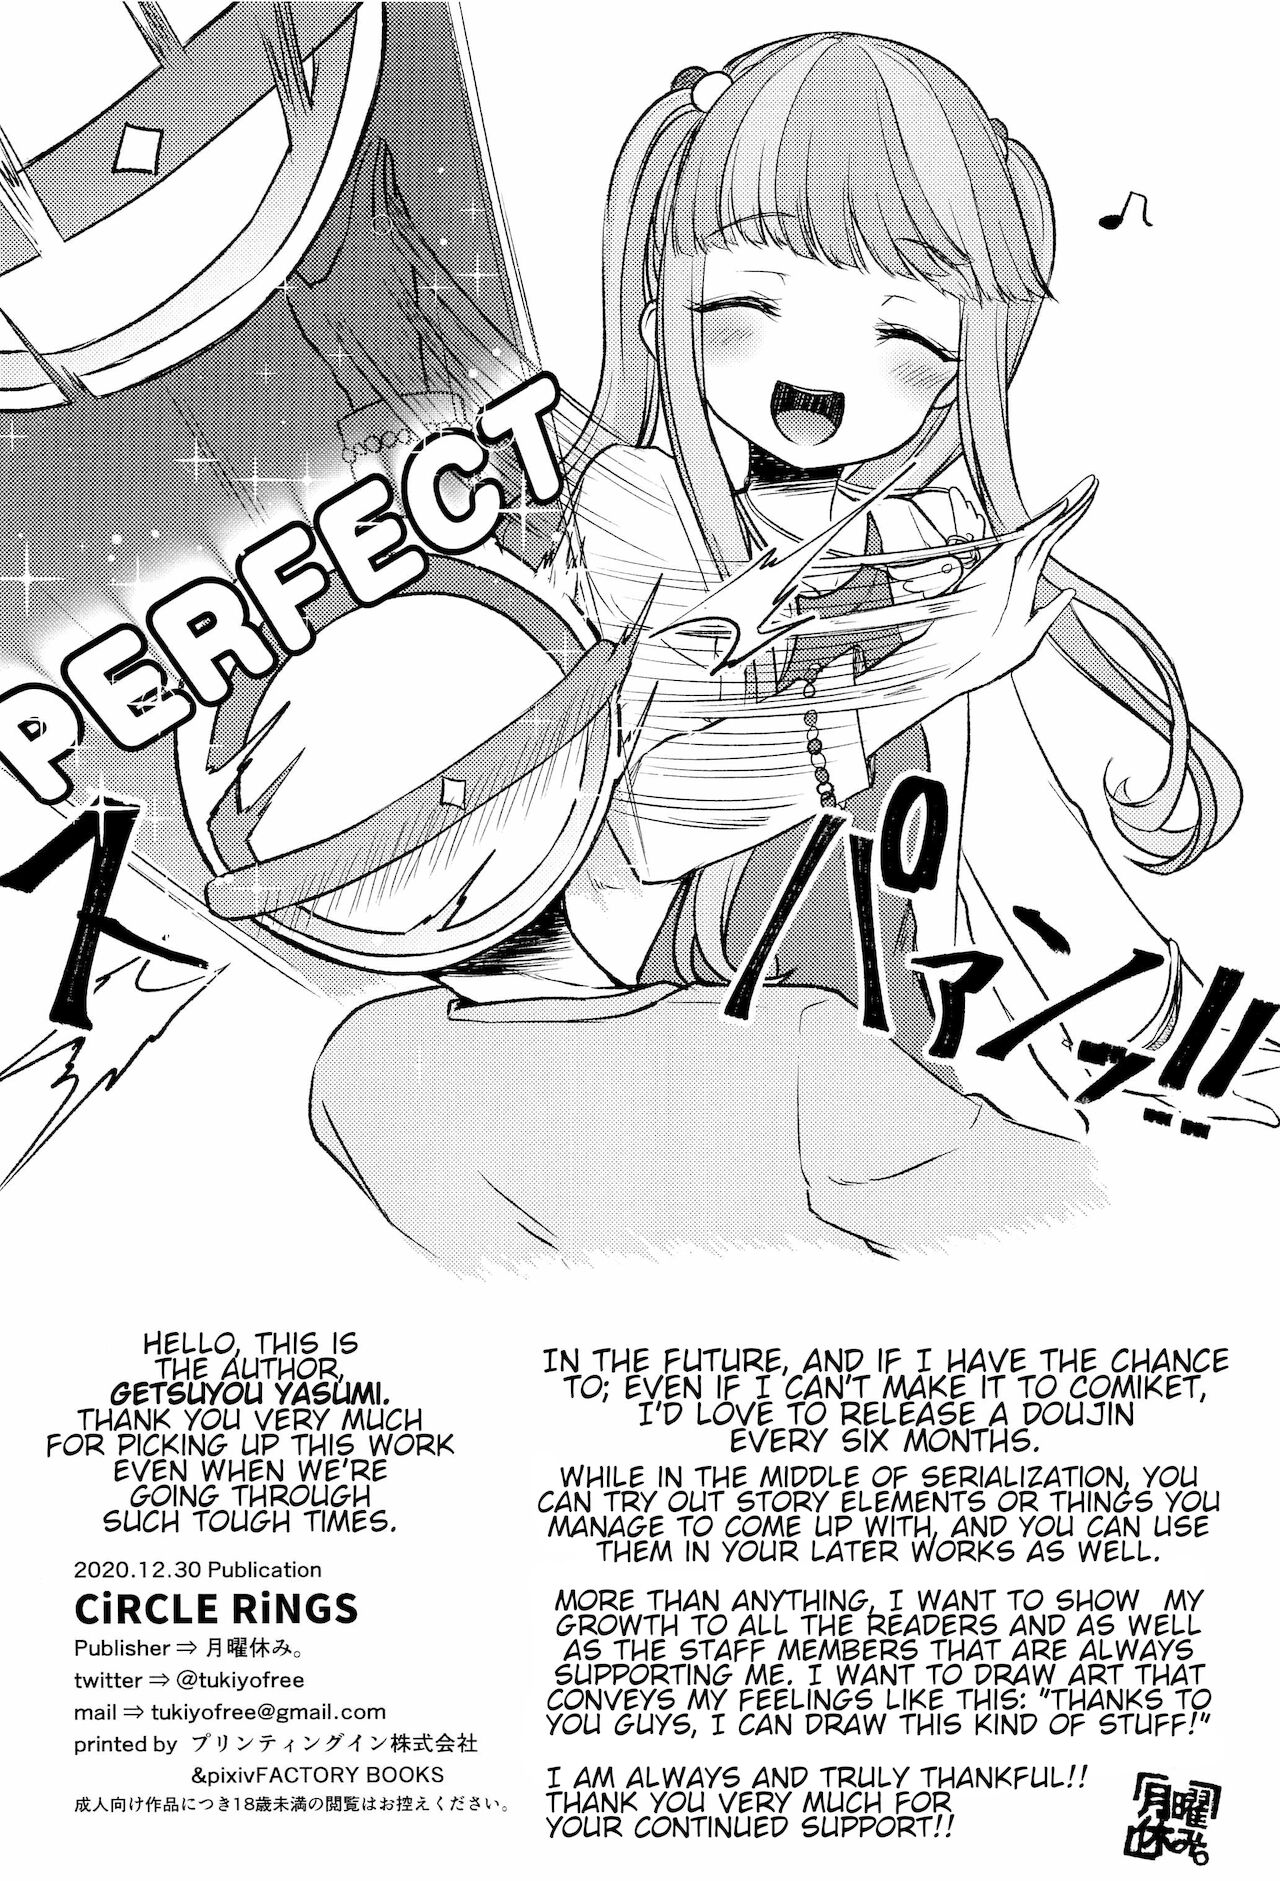 PERFECT
スパァンッ!!
HELLO, THIS IS
THE AUTHOR,
GETSUYOU YASUMI.
THANK YOU VERY MUCH
FOR PICKING UP THIS WORK
EVEN WHEN WE'RE
GOING THROUGH
SUCH TOUGH TIMES.
2020.12.30 Publication
CiRCLE RiNGS
Publisher ⇒ 月曜休み。
twitter ⇒ @tukiyofree
mail ⇒ tukiyofree@gmail.com
printed by プリンティングイン株式会社
&pixivFACTORY BOOKS
成人向け作品につき18歳未満の閲覧はお控えください。
IN THE FUTURE, AND IF I HAVE THE CHANCE
TO; EVEN IF I CAN'T MAKE IT TO COMIKET,
I'D LOVE TO RELEASE A DOUJIN
EVERY SIX MONTHS.
WHILE IN THE MIDDLE OF SERIALIZATION, YOU
CAN TRY OUT STORY ELEMENTS OR THINGS YOU
MANAGE TO COME UP WITH, AND YOU CAN USE
THEM IN YOUR LATER WORKS AS WELL.
MORE THAN ANYTHING, I WANT TO SHOW MY
GROWTH TO ALL THE READERS AND AS WELL
AS THE STAFF MEMBERS THAT ARE ALWAYS
SUPPORTING ME. I WANT TO DRAW ART THAT
CONVEYS MY FEELINGS LIKE THIS: "THANKS TO
YOU GUYS, I CAN DRAW THIS KIND OF STUFF!"
I AM ALWAYS AND TRULY THANKFUL!!
THANK YOU VERY MUCH FOR
YOUR CONTINUED SUPPORT!!
月曜
休み。